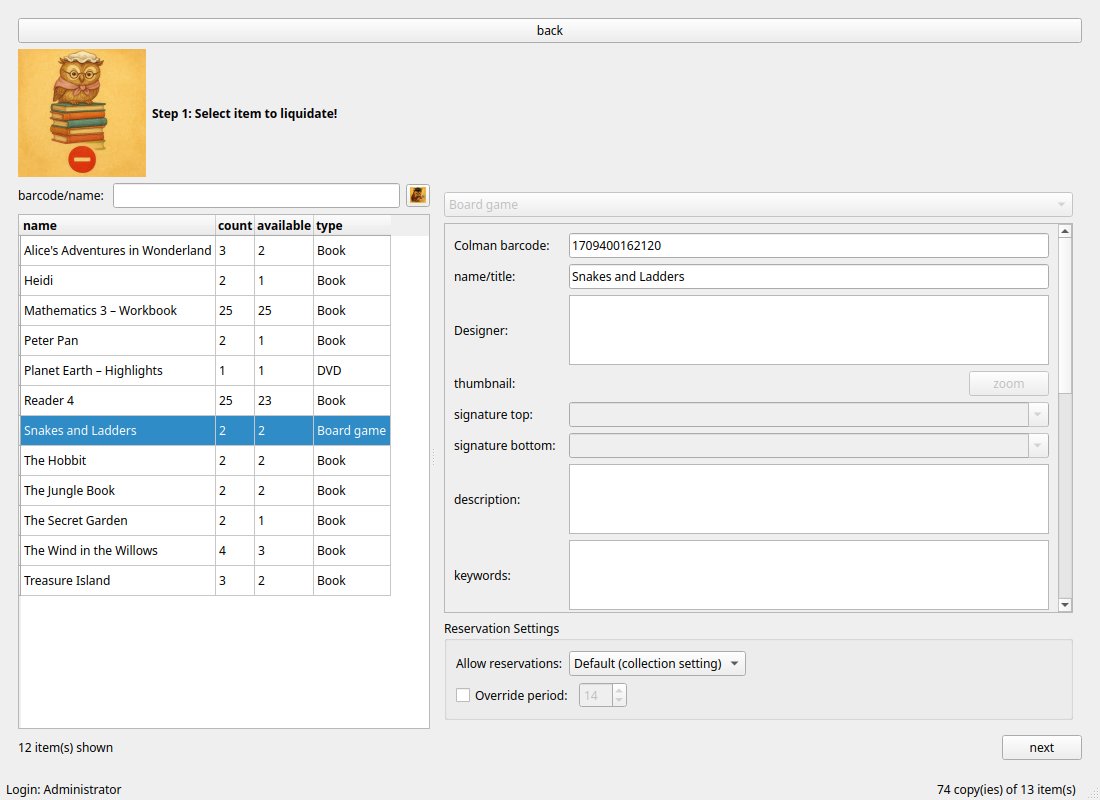 back
Step 1: Select item to liquidate!
barcode/name:
name count available type
Alice's Adventures in Wonderland 3 2 Book
Heidi 2 1 Book
Mathematics 3 – Workbook 25 25 Book
Peter Pan 2 1 Book
Planet Earth – Highlights 1 1 DVD
Reader 4 25 23 Book
Snakes and Ladders 2 2 Board game
The Hobbit 2 2 Book
The Jungle Book 2 2 Book
The Secret Garden 2 1 Book
The Wind in the Willows 4 3 Book
Treasure Island 3 2 Book
12 item(s) shown
Board game
Colman barcode: 1709400162120
name/title: Snakes and Ladders
Designer:
thumbnail: zoom
signature top:
signature bottom:
description:
keywords:
Reservation Settings
Allow reservations: Default (collection setting)
Override period: 14
next
Login: Administrator
74 copy(ies) of 13 item(s)